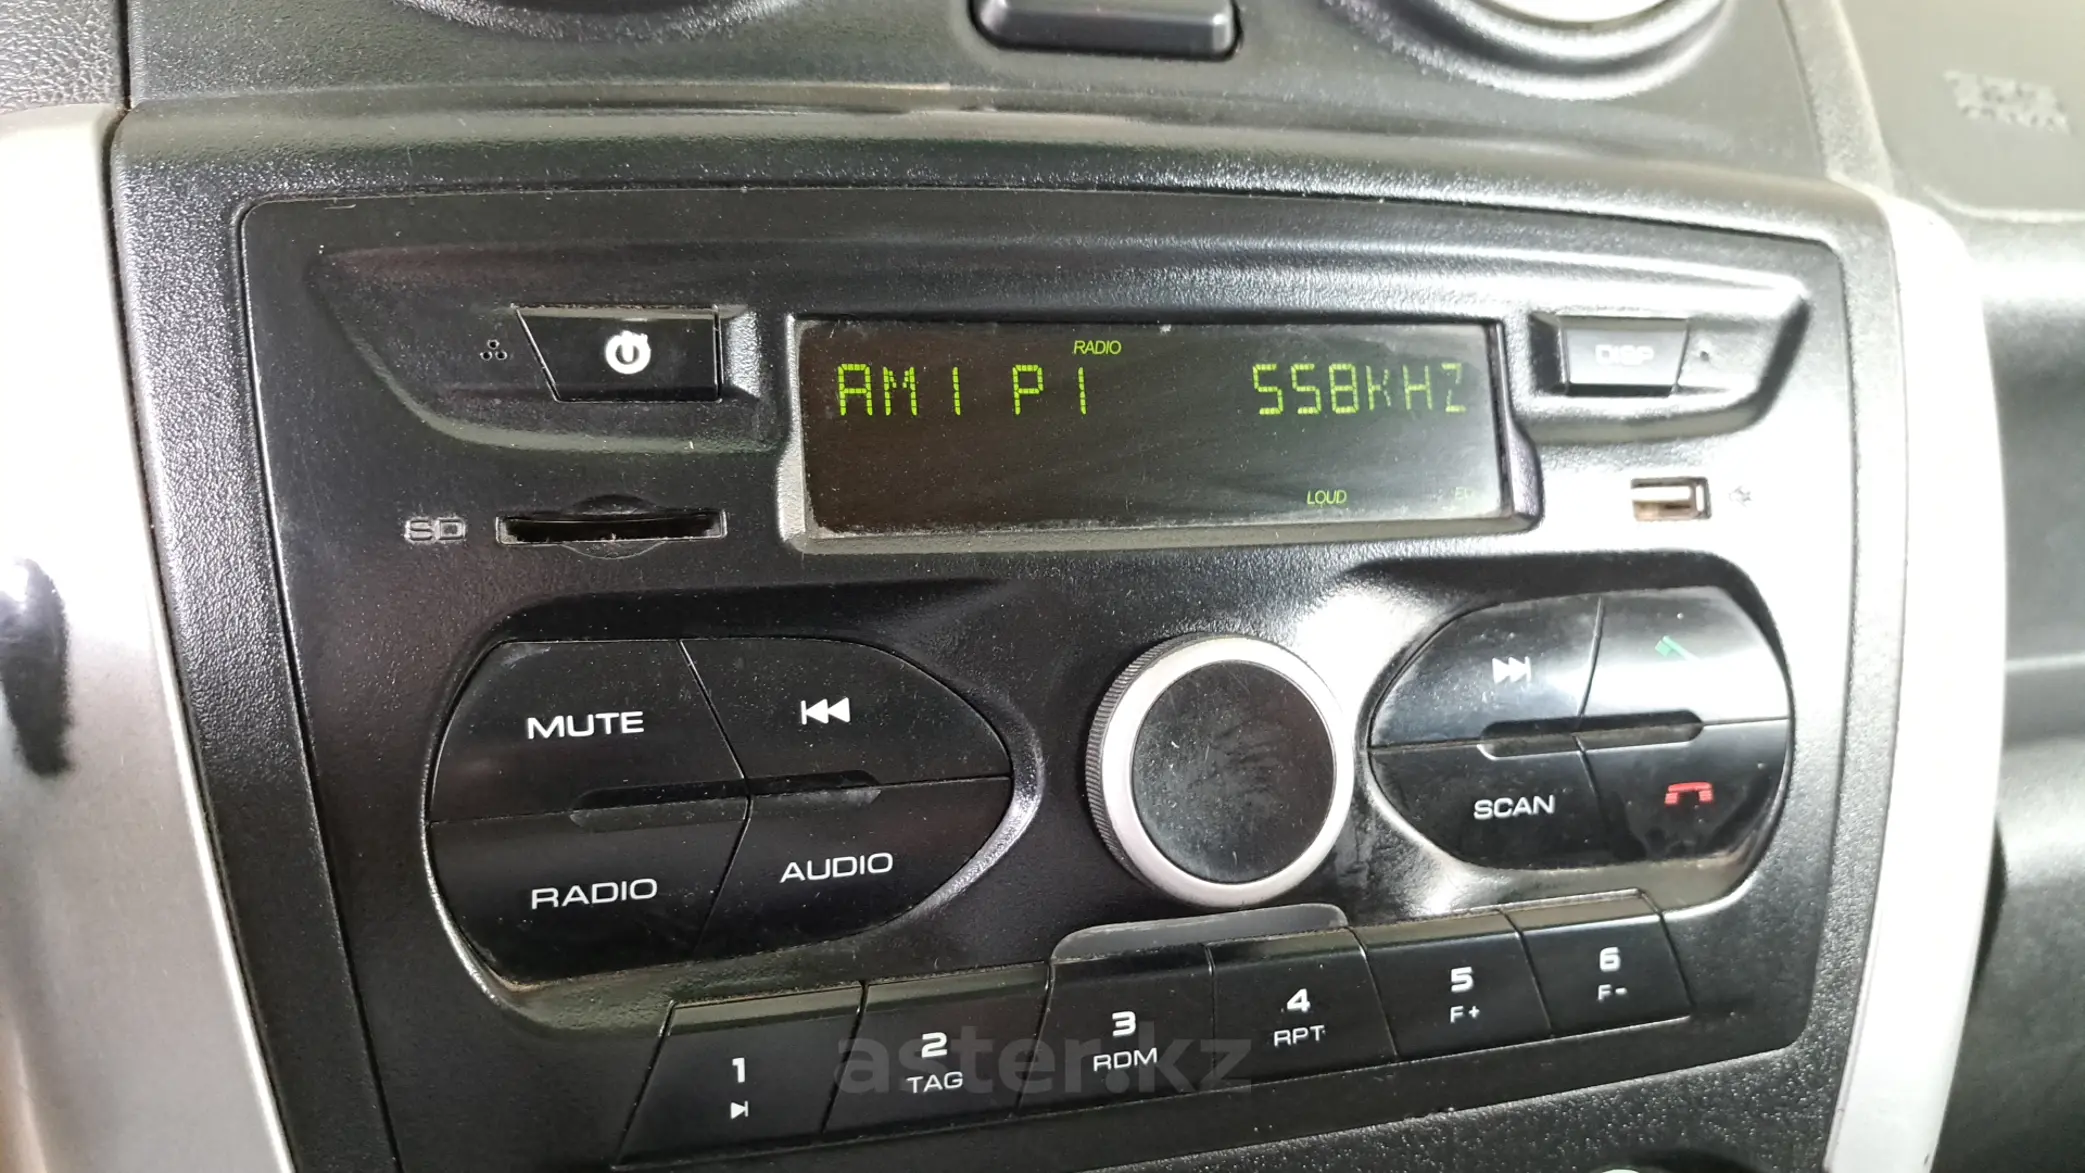 RADIO
AM1 P1 558KHZ
DISP
LOUD
SD
MUTE
RADIO
AUDIO
SCAN
1
2
TAG
3
RDM
4
RPT
5
F+
6
F-
aster.kz